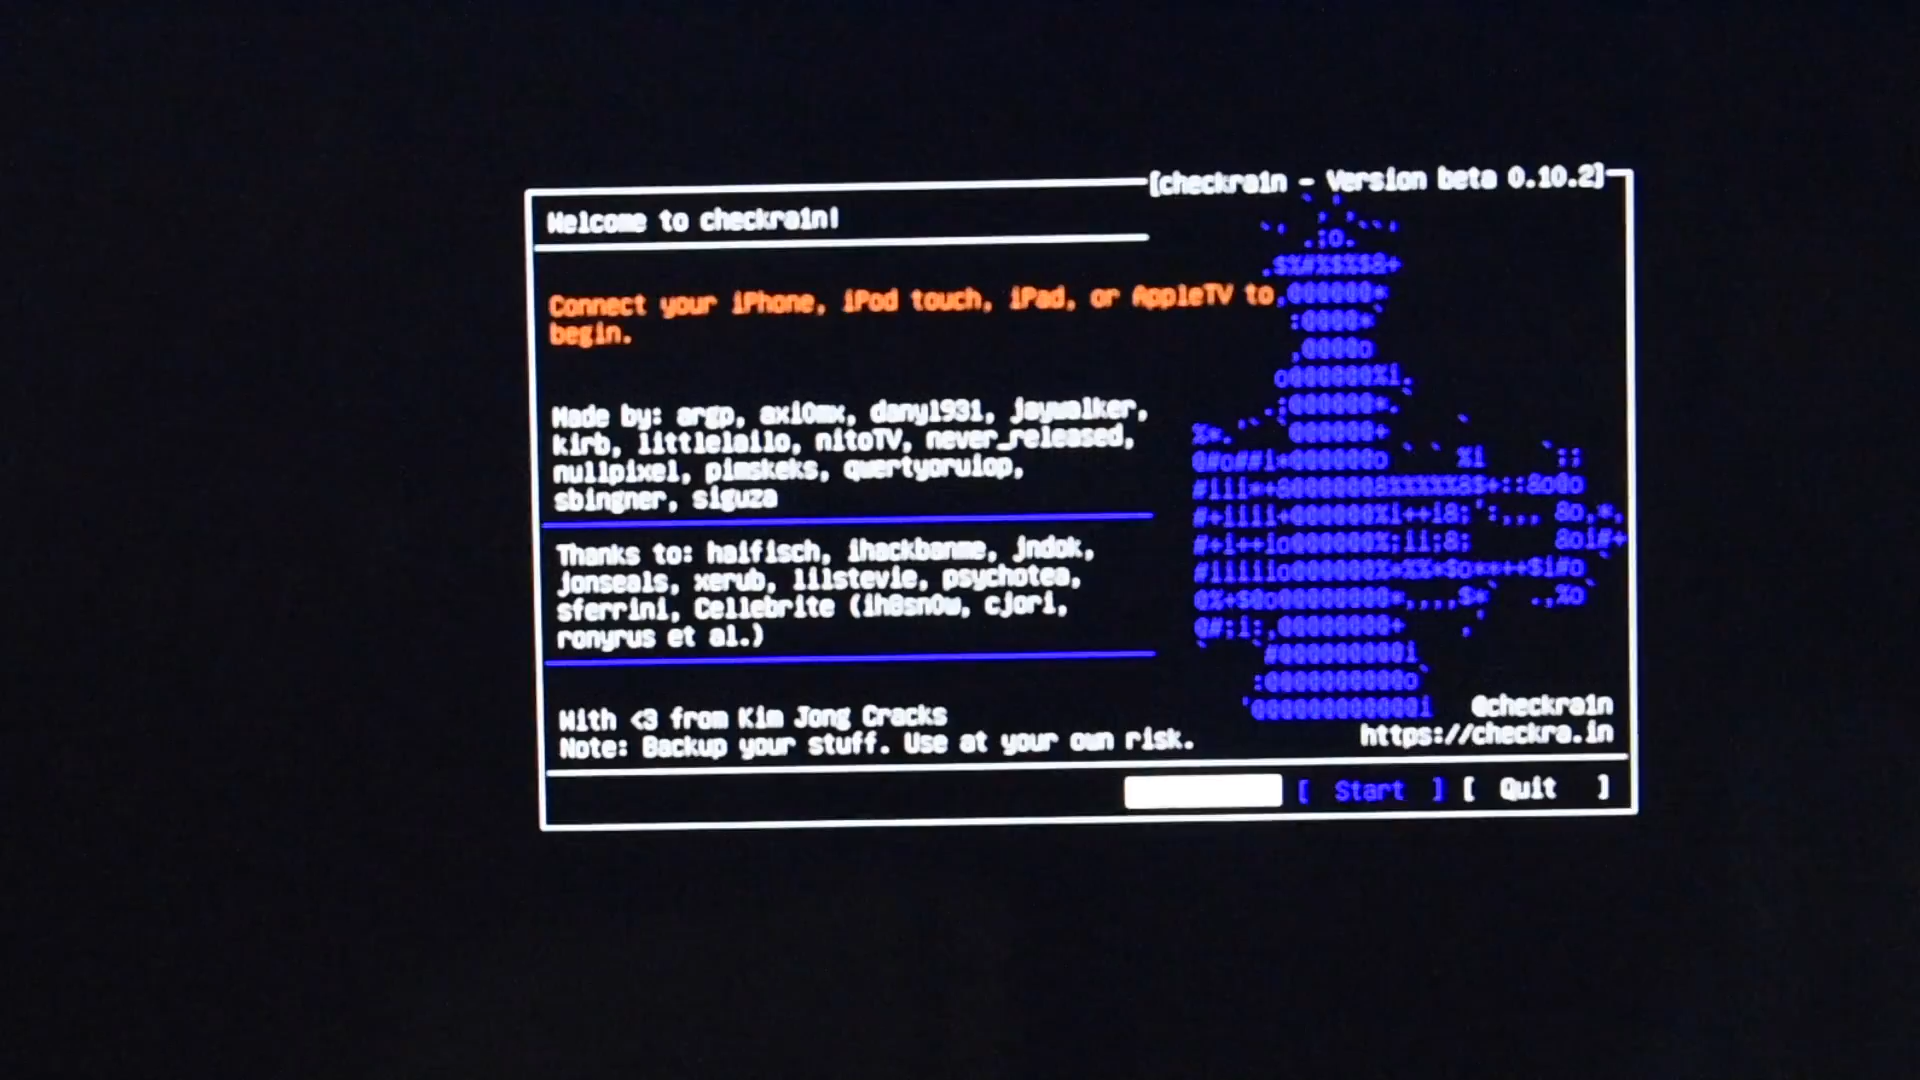 [checkra1n - Version beta 0.10.2]
Welcome to checkra1n!
Connect your iPhone, iPod touch, iPad, or AppleTV to
begin.
Made by: argp, axi0mx, danyl931, jaywalker,
kirb, littlelailo, nitoTV, never_released,
nullpixel, pimskeks, qwertyoruiop,
sbingner, siguza
Thanks to: haifisch, ihackbanme, jndok,
jonseals, xerub, lilstevie, psychotea,
sferrini, Cellebrite (ih8sn0w, cjori,
ronyrus et al.)
With <3 from Kim Jong Cracks
Note: Backup your stuff. Use at your own risk.
@checkra1n
https://checkra.in
[ Start ] [ Quit ]